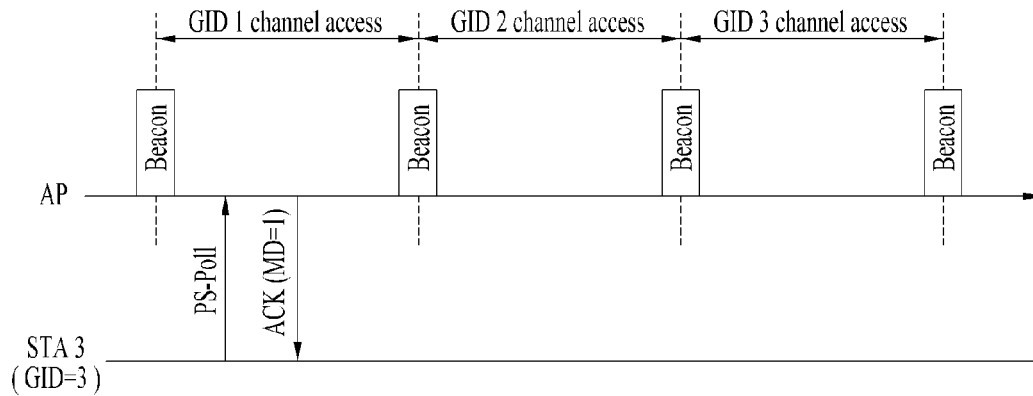 GID 1 channel access
GID 2 channel access
GID 3 channel access
Beacon
Beacon
Beacon
Beacon
AP
PS-Poll
ACK (MD=1)
STA 3
( GID=3 )